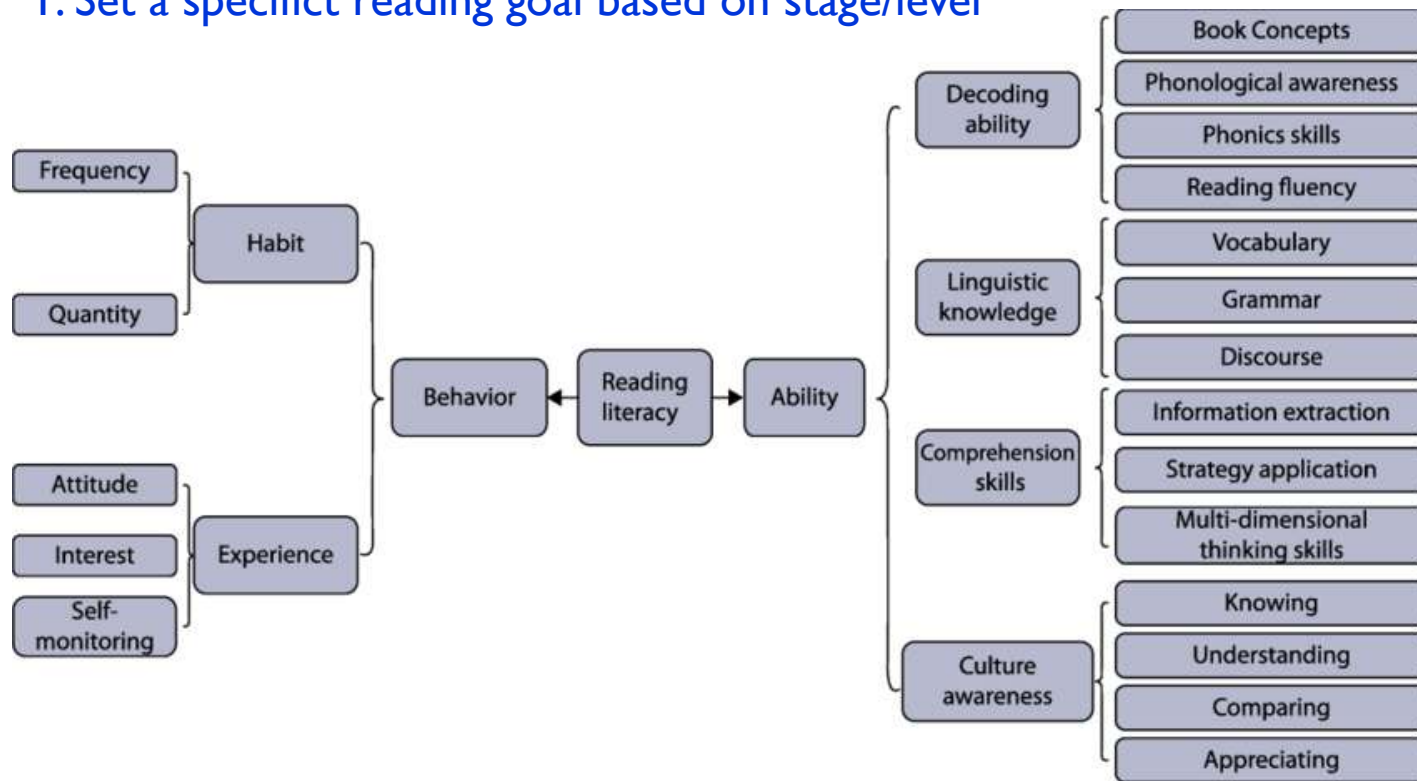 1. Set a specifict reading goal based on stage/level
Frequency
Quantity
Habit
Attitude
Interest
Self-
monitoring
Experience
Behavior
Reading
literacy
Ability
Decoding
ability
Book Concepts
Phonological awareness
Phonics skills
Reading fluency
Linguistic
knowledge
Vocabulary
Grammar
Discourse
Comprehension
skills
Information extraction
Strategy application
Multi-dimensional
thinking skills
Culture
awareness
Knowing
Understanding
Comparing
Appreciating